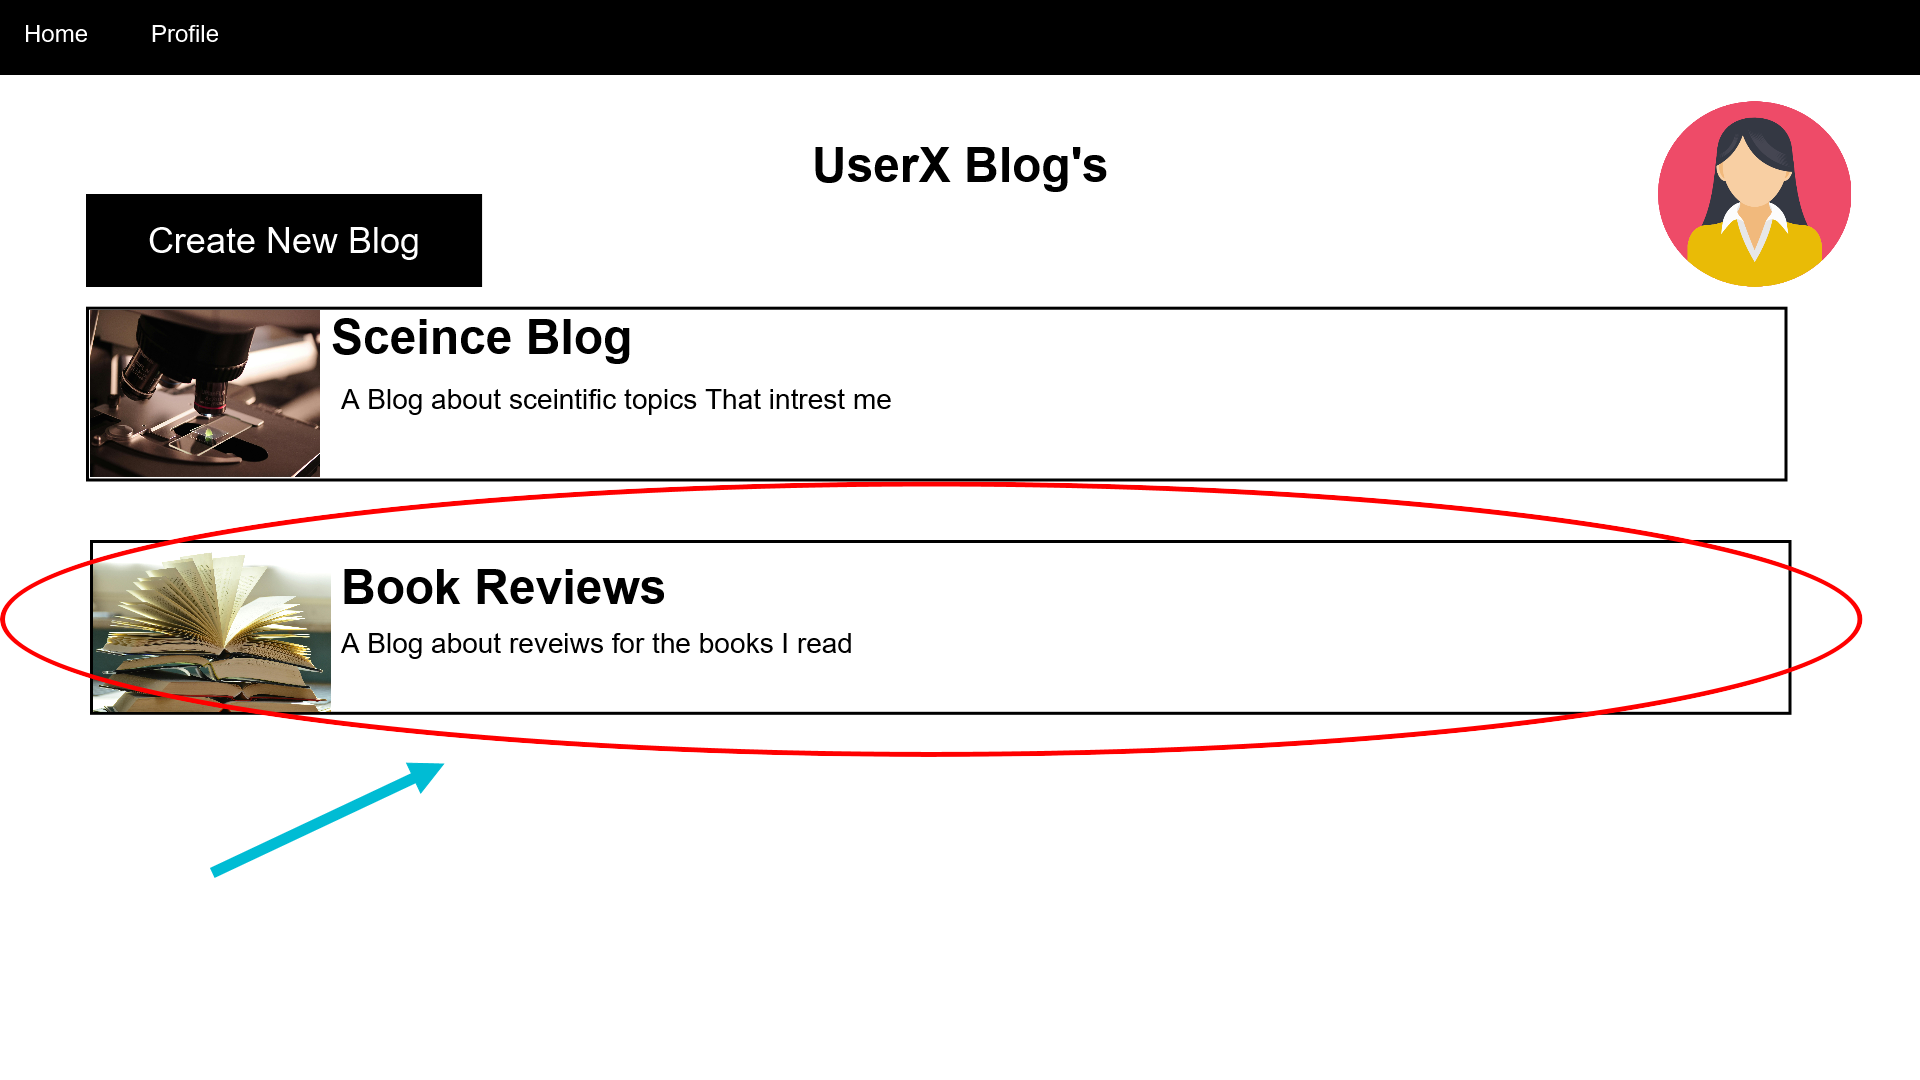 Home Profile
UserX Blog's
Create New Blog
Sceince Blog
A Blog about sceintific topics That intrest me
Book Reviews
A Blog about reveiws for the books I read